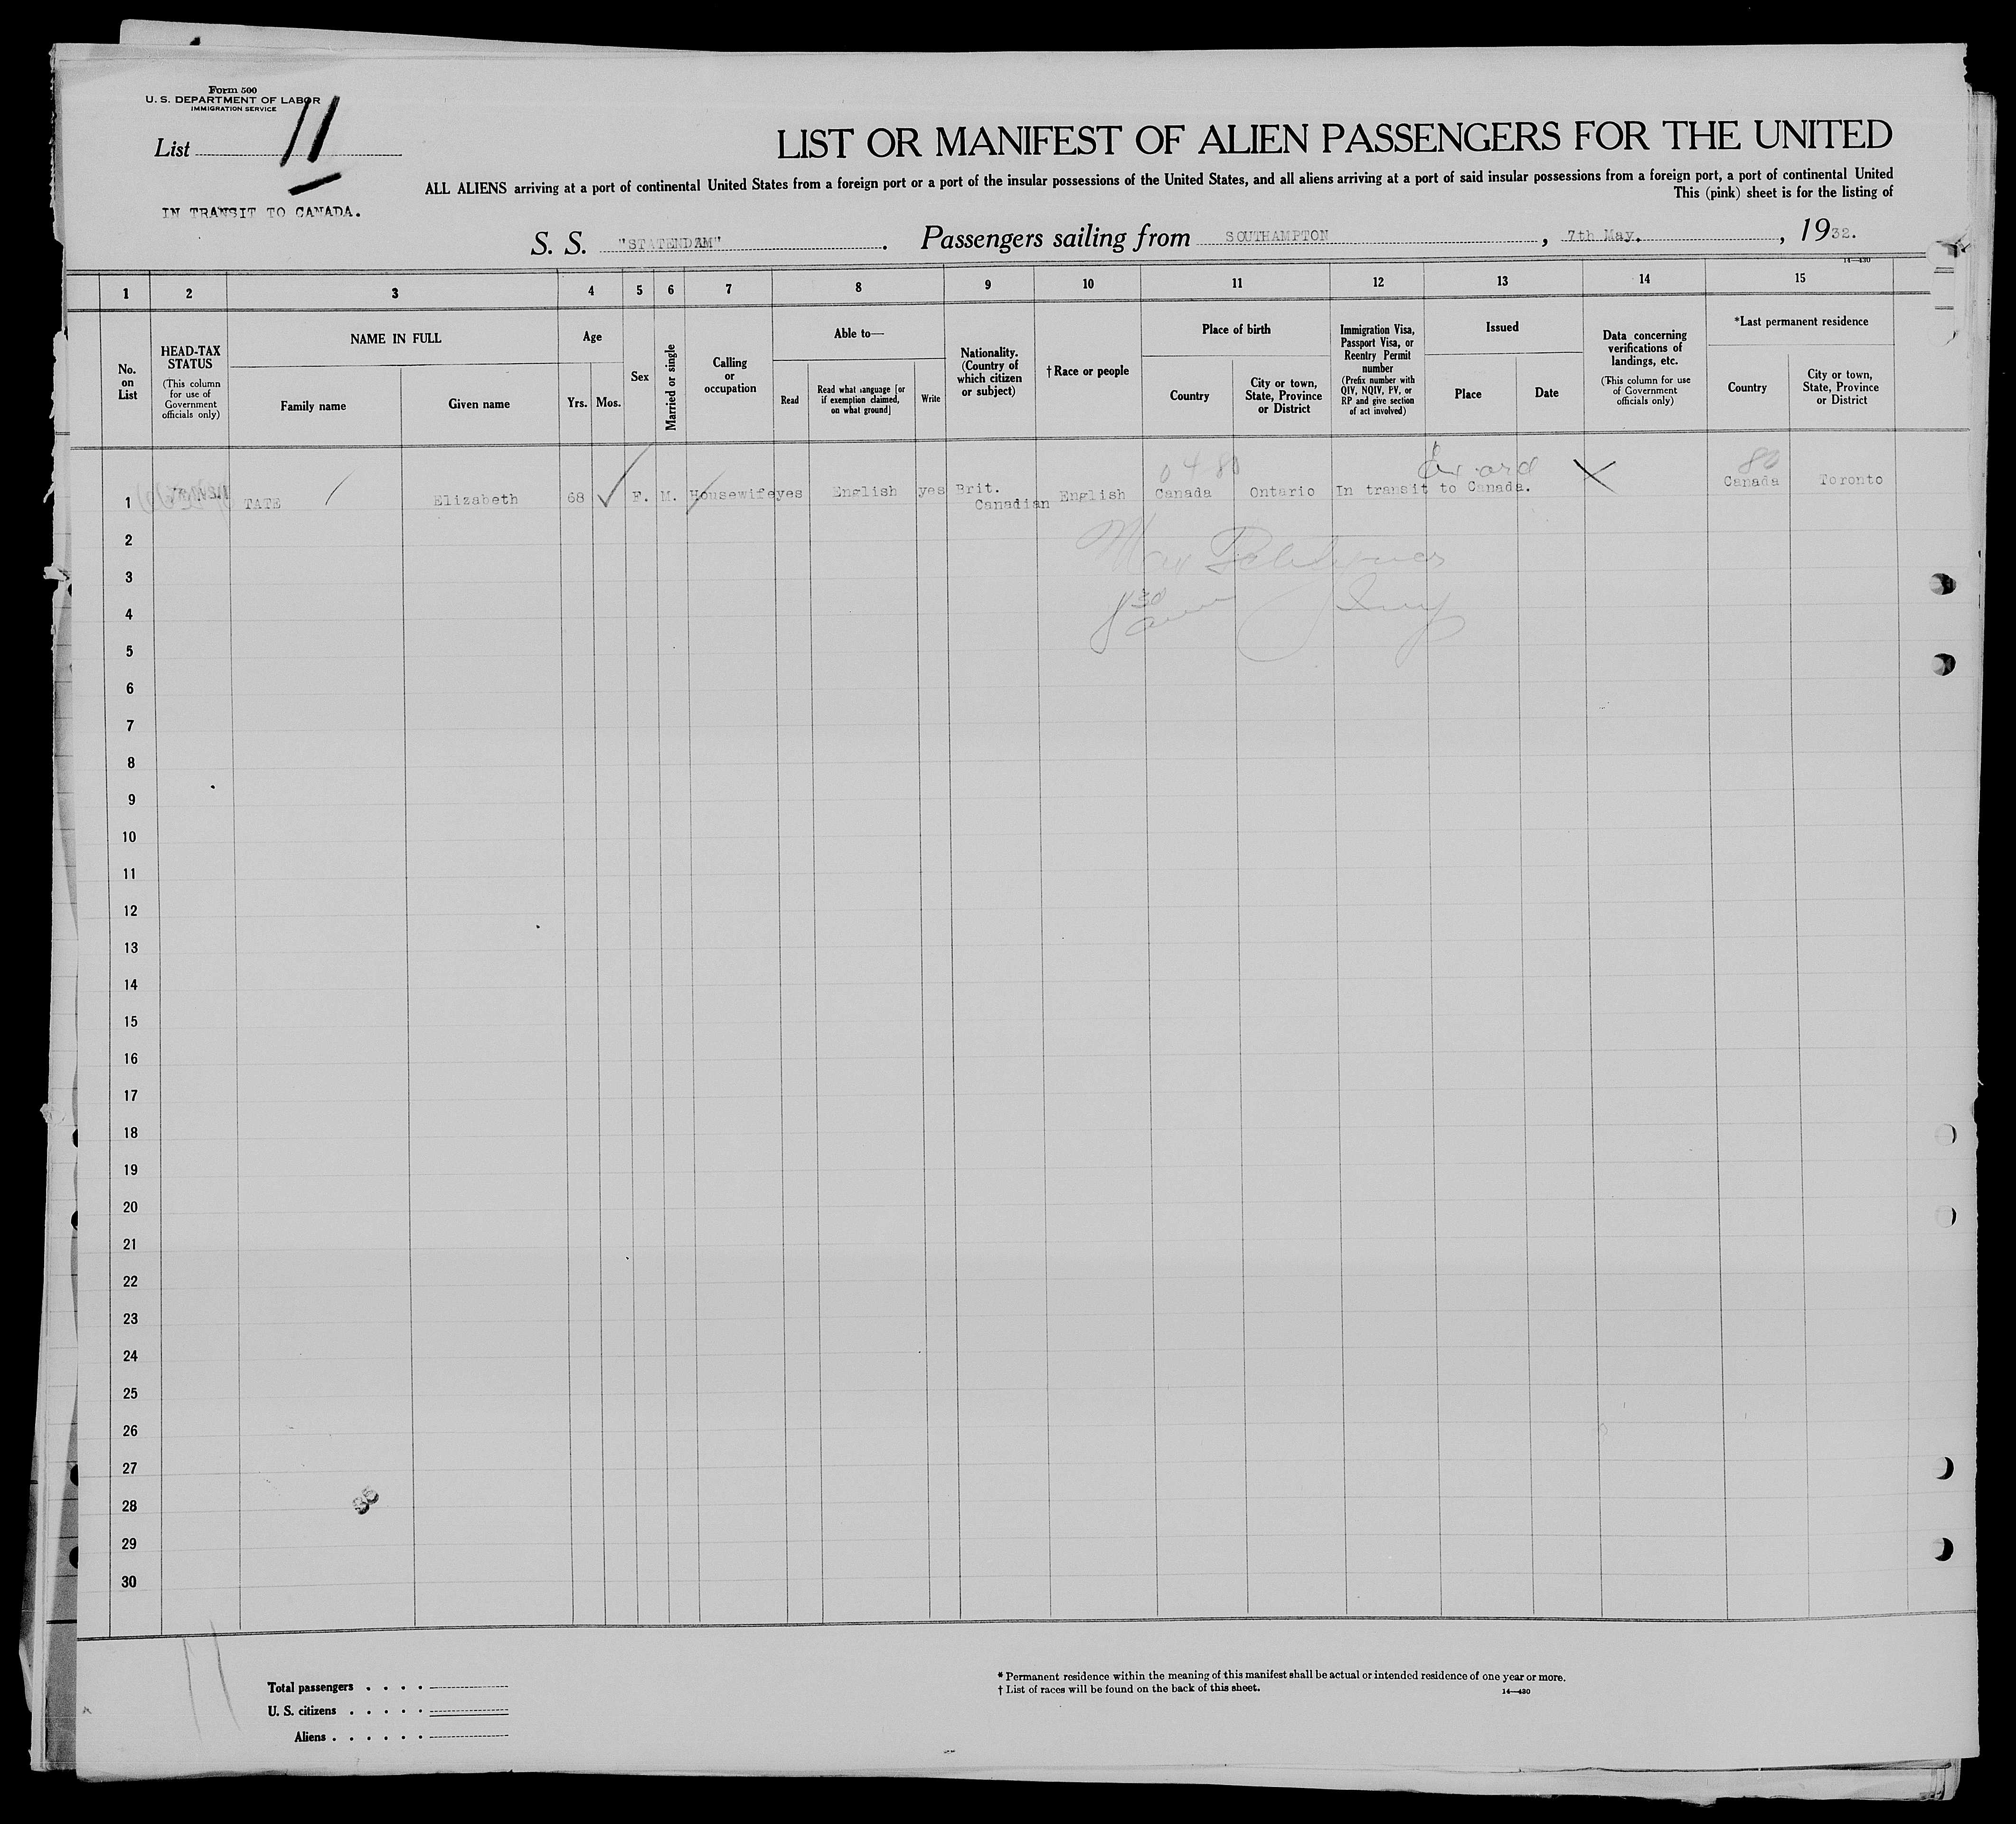 Form 500
U. S. DEPARTMENT OF LABOR
IMMIGRATION SERVICE
List 11
IN TRANSIT TO CANADA.
LIST OR MANIFEST OF ALIEN PASSENGERS FOR THE UNITED
ALL ALIENS arriving at a port of continental United States from a foreign port or a port of the insular possessions of the United States, and all aliens arriving at a port of said insular possessions from a foreign port, a port of continental United
This (pink) sheet is for the listing of
S. S. "STATENDAM". Passengers sailing from SOUTHAMPTON, 7th May., 1932.
14—430
1 2 3 4 5 6 7 8 9 10 11 12 13 14 15
No. on List
HEAD-TAX STATUS
(This column for use of Government officials only)
NAME IN FULL
Family name
Given name
Age
Yrs. Mos.
Sex
Married or single
Calling or occupation
Able to—
Read
Read what language [or if exemption claimed, on what ground]
Write
Nationality. (Country of which citizen or subject)
† Race or people
Place of birth
Country
City or town, State, Province or District
Immigration Visa, Passport Visa, or Reentry Permit number
(Prefix number with QIV, NQIV, PV, or RP and give section of act involved)
Issued
Place
Date
Data concerning verifications of landings, etc.
(This column for use of Government officials only)
*Last permanent residence
Country
City or town, State, Province or District
04 80
80
1 TATE Elizabeth 68 F. M. Housewife yes English yes Brit. Canadian English Canada Ontario In transit to Canada. Canada Toronto
2
3
4
5
6
7
8
9
10
11
12
13
14
15
16
17
18
19
20
21
22
23
24
25
26
27
28
29
30
Total passengers . . . .
U. S. citizens . . . . .
Aliens . . . . . .
* Permanent residence within the meaning of this manifest shall be actual or intended residence of one year or more.
† List of races will be found on the back of this sheet.
14—430